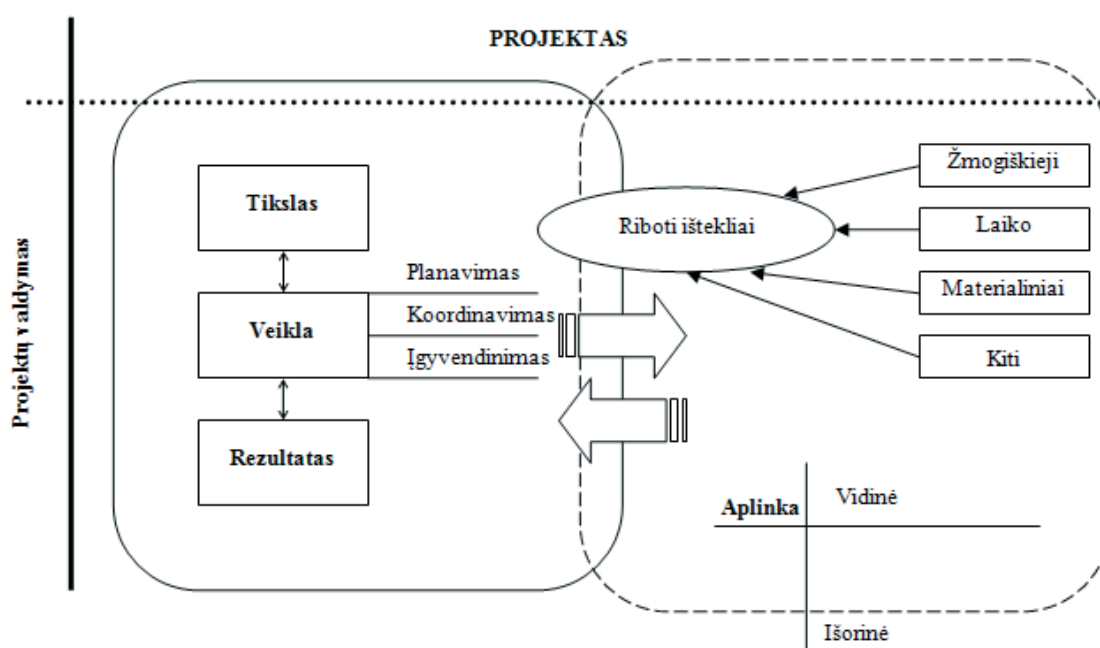 PROJEKTAS
Projektų valdymas
Tikslas
Veikla
Rezultatas
Planavimas
Koordinavimas
Įgyvendinimas
Riboti ištekliai
Žmogiškieji
Laiko
Materialiniai
Kiti
Aplinka
Vidinė
Išorinė